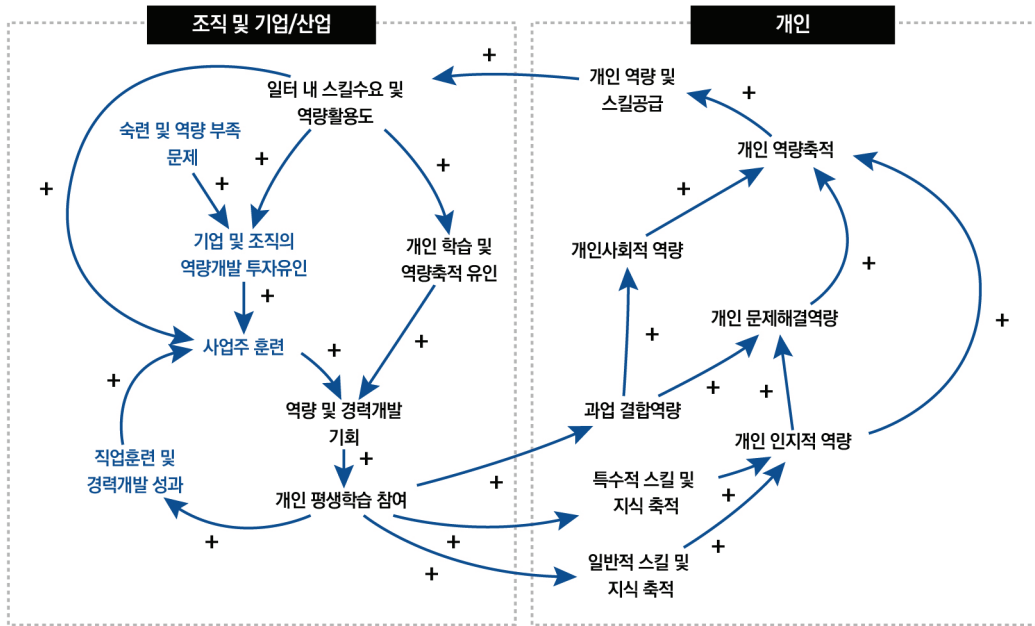 조직 및 기업/산업
일터 내 스킬수요 및
역량활용도
숙련 및 역량 부족
문제
+
+
+
+
+
기업 및 조직의
역량개발 투자유인
개인 학습 및
역량축적 유인
+
사업주 훈련
+
+
+
역량 및 경력개발
기회
+
직업훈련 및
경력개발 성과
개인 평생학습 참여
+
+
+
+
개인
개인 역량 및
스킬공급
+
개인 역량축적
+
개인사회적 역량
+
개인 문제해결역량
+
+
+
+
과업 결합역량
개인 인지적 역량
특수적 스킬 및
지식 축적
+
일반적 스킬 및
지식 축적
+